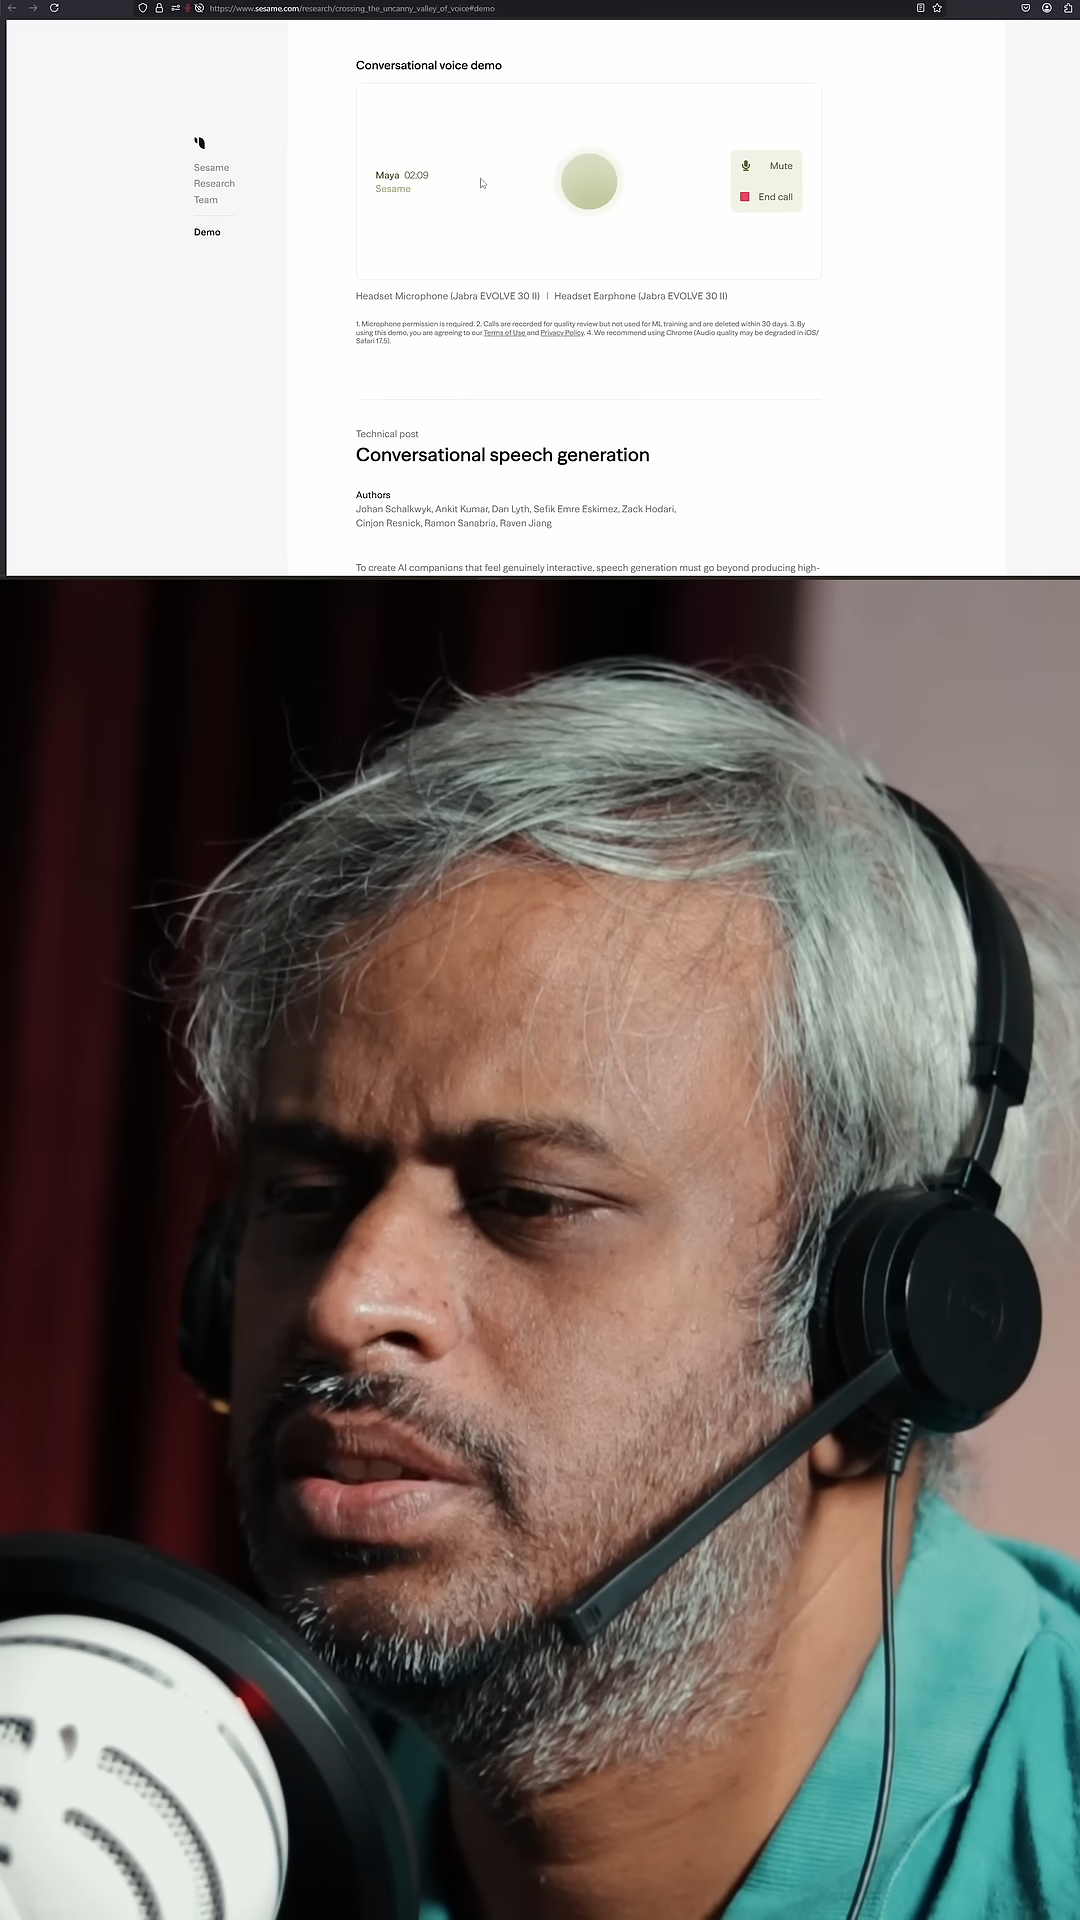 https://www.sesame.com/research/crossing_the_uncanny_valley_of_voice#demo
Conversational voice demo
Sesame
Research
Team
Demo
Maya 02:09
Sesame
Mute
End call
Headset Microphone (Jabra EVOLVE 30 II) | Headset Earphone (Jabra EVOLVE 30 II)
1. Microphone permission is required. 2. Calls are recorded for quality review but not used for ML training and are deleted within 30 days. 3. By
using this demo, you are agreeing to our Terms of Use and Privacy Policy. 4. We recommend using Chrome (Audio quality may be degraded in iOS/
Safari 17.5).
Technical post
Conversational speech generation
Authors
Johan Schalkwyk, Ankit Kumar, Dan Lyth, Sefik Emre Eskimez, Zack Hodari,
Cinjon Resnick, Ramon Sanabria, Raven Jiang
To create AI companions that feel genuinely interactive, speech generation must go beyond producing high-